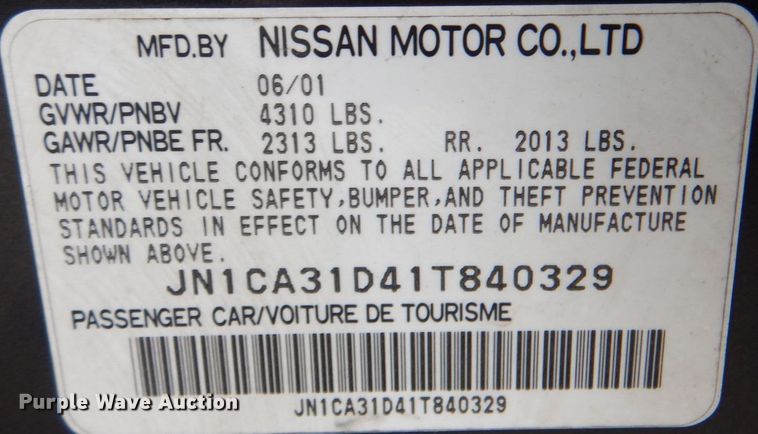 MFD.BY NISSAN MOTOR CO.,LTD
DATE 06/01
GVWR/PNBV 4310 LBS.
GAWR/PNBE FR. 2313 LBS. RR. 2013 LBS.
THIS VEHICLE CONFORMS TO ALL APPLICABLE FEDERAL
MOTOR VEHICLE SAFETY,BUMPER,AND THEFT PREVENTION
STANDARDS IN EFFECT ON THE DATE OF MANUFACTURE
SHOWN ABOVE.
JN1CA31D41T840329
PASSENGER CAR/VOITURE DE TOURISME
JN1CA31D41T840329
Purple Wave Auction